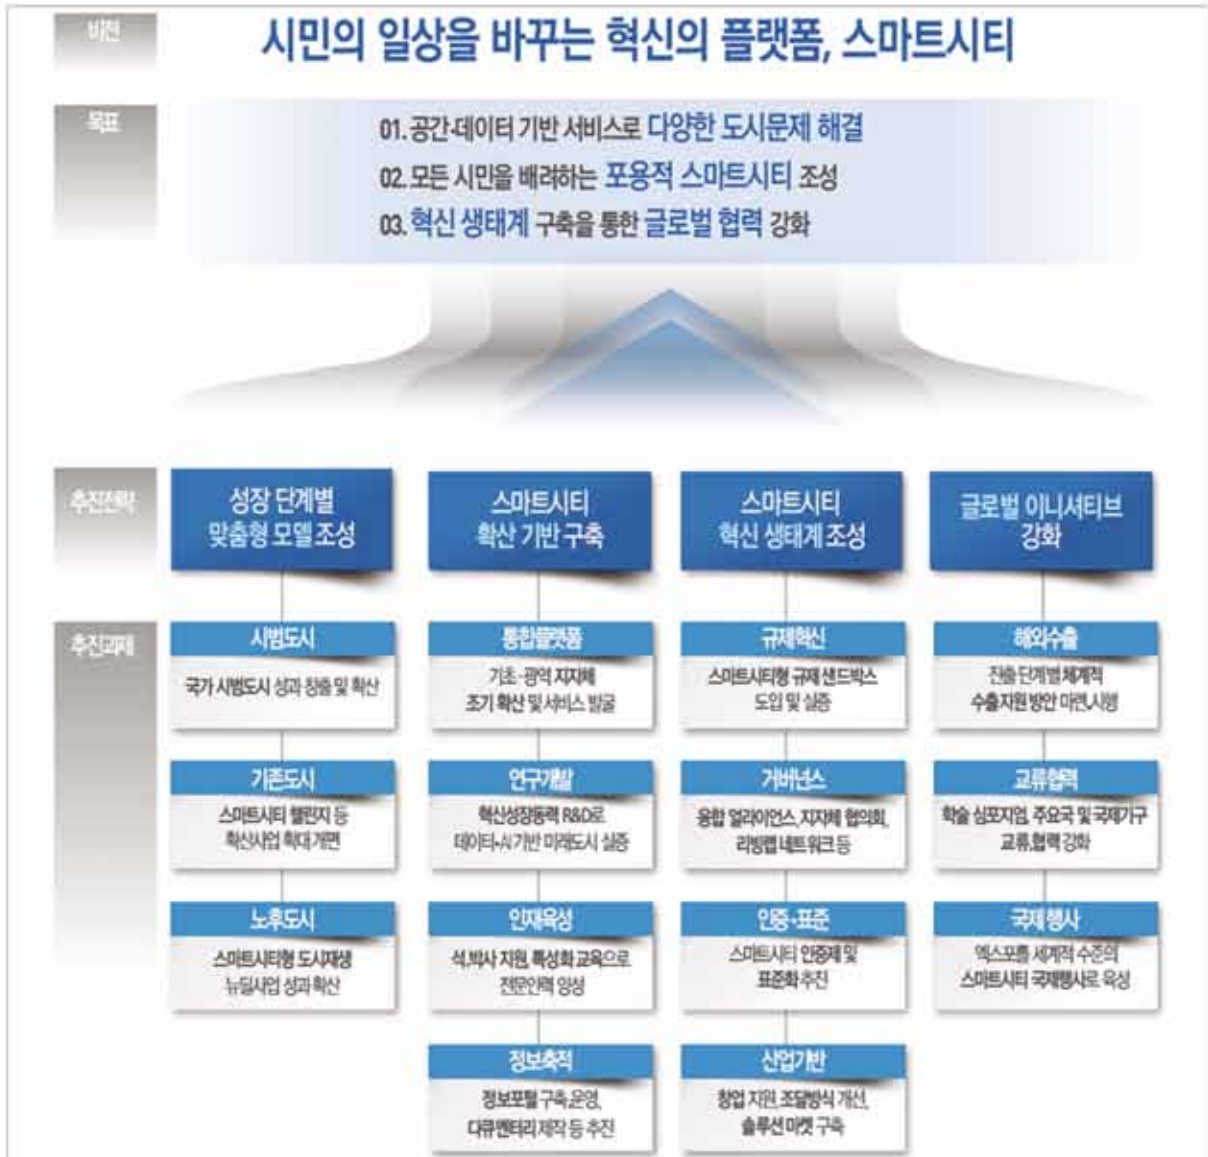 비전
시민의 일상을 바꾸는 혁신의 플랫폼, 스마트시티
목표
01. 공간·데이터 기반 서비스로 다양한 도시문제 해결
02. 모든 시민을 배려하는 포용적 스마트시티 조성
03. 혁신 생태계 구축을 통한 글로벌 협력 강화
추진전략
성장 단계별
맞춤형 모델 조성
스마트시티
확산 기반 구축
스마트시티
혁신 생태계 조성
글로벌 이니셔티브
강화
추진과제
시범도시
국가 시범도시 성과 창출 및 확산
기존도시
스마트시티 챌린지 등
확산사업 확대 개편
노후도시
스마트시티형 도시재생
뉴딜사업 성과 확산
통합플랫폼
기초·광역 지자체
조기 확산 및 서비스 발굴
연구개발
혁신성장동력 R&D로
데이터·AI 기반 미래도시 실증
인재육성
석,박사 지원, 특성화 교육으로
전문인력 양성
정보축적
정보포털 구축,운영,
다큐멘터리 제작 등 추진
규제혁신
스마트시티형 규제 샌드박스
도입 및 실증
거버넌스
융합 얼라이언스, 지자체 협의회,
리빙랩 네트워크 등
인증·표준
스마트시티 인증제 및
표준화 추진
산업기반
창업 지원, 조달방식 개선,
솔루션 마켓 구축
해외수출
진출 단계별 체계적
수출지원 방안 마련,시행
교류협력
학술 심포지엄, 주요국 및 국제기구
교류,협력 강화
국제 행사
엑스포를 세계적 수준의
스마트시티 국제행사로 육성